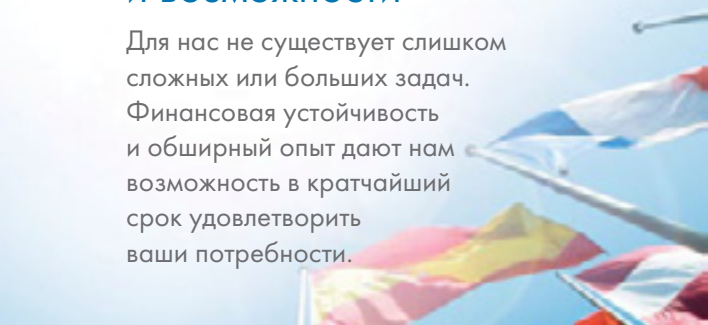 и возможности
Для нас не существует слишком
сложных или больших задач.
Финансовая устойчивость
и обширный опыт дают нам
возможность в кратчайший
срок удовлетворить
ваши потребности.